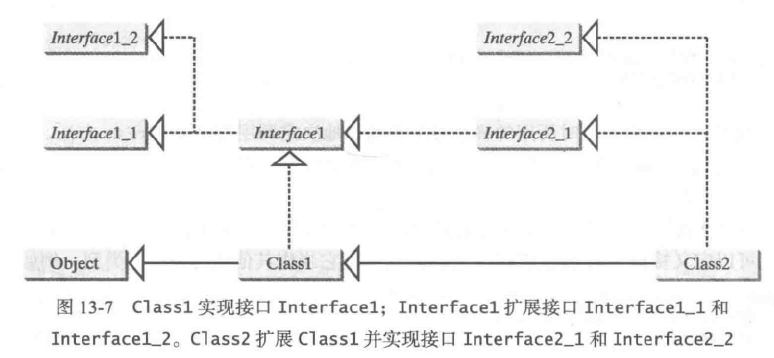 Interface1_2
Interface2_2
Interface1_1
Interface1
Interface2_1
Object
Class1
Class2
图 13-7 Class1 实现接口 Interface1; Interface1 扩展接口 Interface1_1 和
Interface1_2。Class2 扩展 Class1 并实现接口 Interface2_1 和 Interface2_2